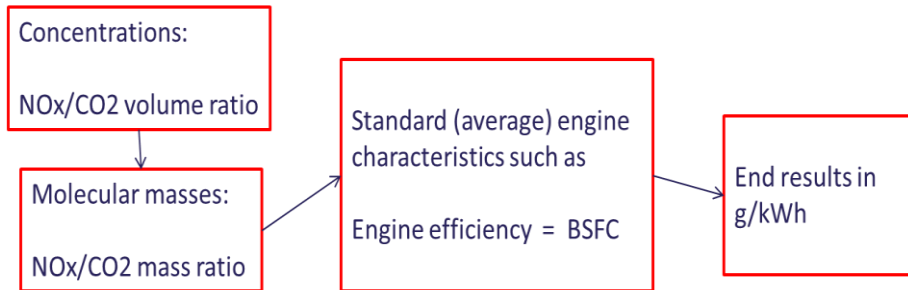 Concentrations:
NOx/CO2 volume ratio
Molecular masses:
NOx/CO2 mass ratio
Standard (average) engine
characteristics such as
Engine efficiency = BSFC
End results in
g/kWh